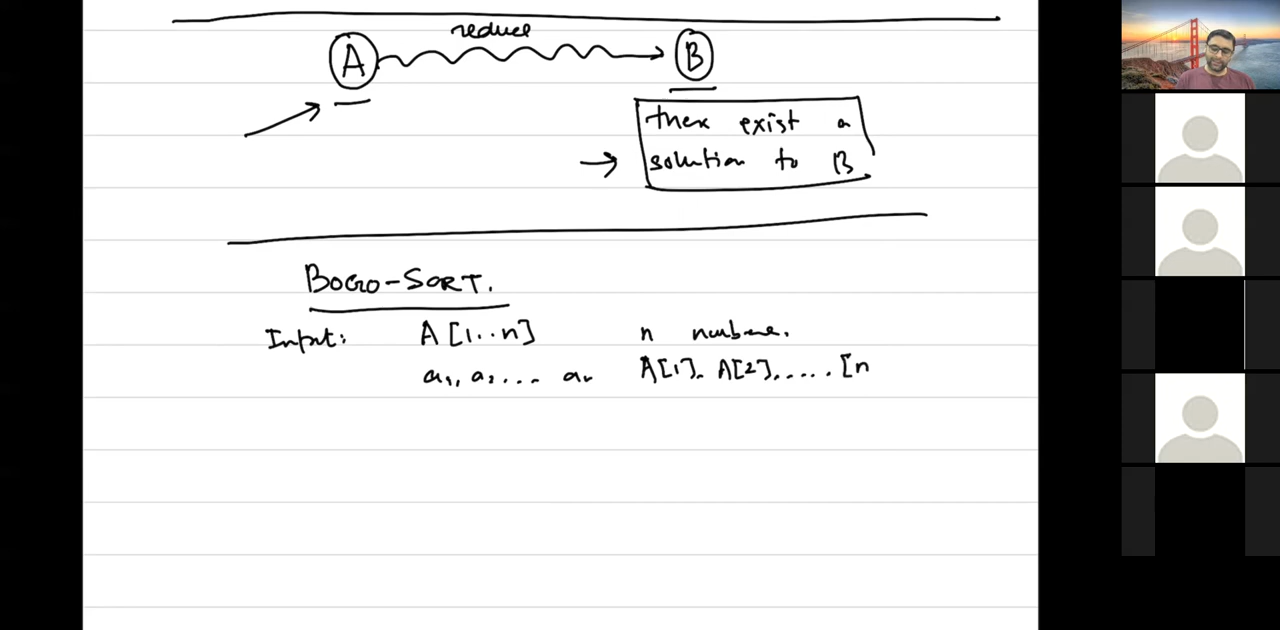 reduce
A B
there exist a
solution to B
BOGO-SORT.
Input: A[1..n] n numbers.
a₁, a₂... aₙ A[1], A[2],..... [n